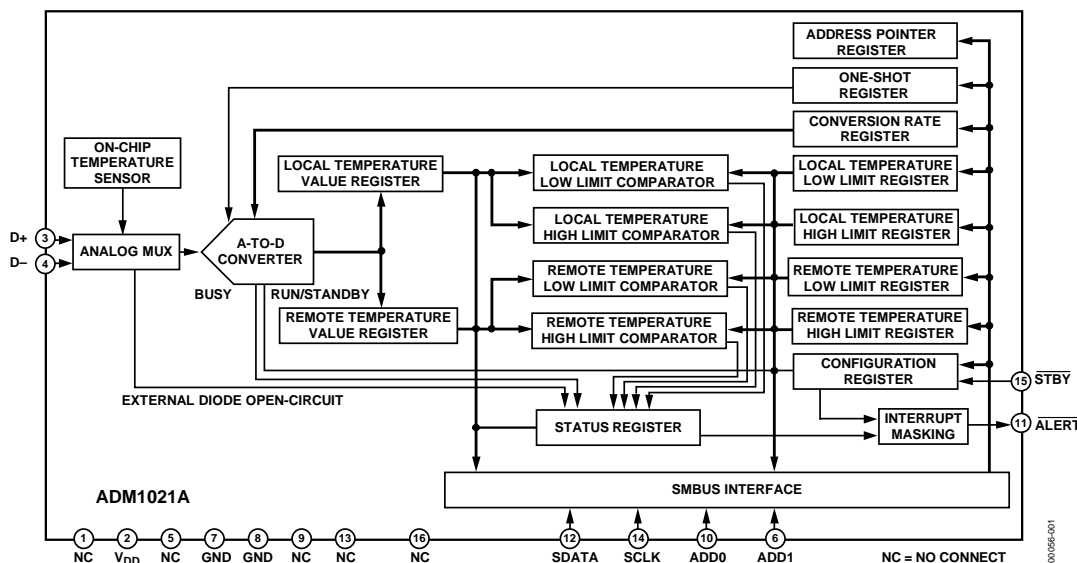 ADDRESS POINTER
REGISTER
ONE-SHOT
REGISTER
CONVERSION RATE
REGISTER
ON-CHIP
TEMPERATURE
SENSOR
LOCAL TEMPERATURE
VALUE REGISTER
LOCAL TEMPERATURE
LOW LIMIT COMPARATOR
LOCAL TEMPERATURE
LOW LIMIT REGISTER
LOCAL TEMPERATURE
HIGH LIMIT COMPARATOR
LOCAL TEMPERATURE
HIGH LIMIT REGISTER
D+ 3
D– 4
ANALOG MUX
A-TO-D
CONVERTER
BUSY
RUN/STANDBY
REMOTE TEMPERATURE
LOW LIMIT COMPARATOR
REMOTE TEMPERATURE
LOW LIMIT REGISTER
REMOTE TEMPERATURE
VALUE REGISTER
REMOTE TEMPERATURE
HIGH LIMIT COMPARATOR
REMOTE TEMPERATURE
HIGH LIMIT REGISTER
CONFIGURATION
REGISTER
15 STBY
EXTERNAL DIODE OPEN-CIRCUIT
STATUS REGISTER
INTERRUPT
MASKING
11 ALERT
SMBUS INTERFACE
ADM1021A
1 2 5 7 8 9 13 16 12 14 10 6
NC VDD NC GND GND NC NC NC SDATA SCLK ADD0 ADD1 NC = NO CONNECT
00056-001